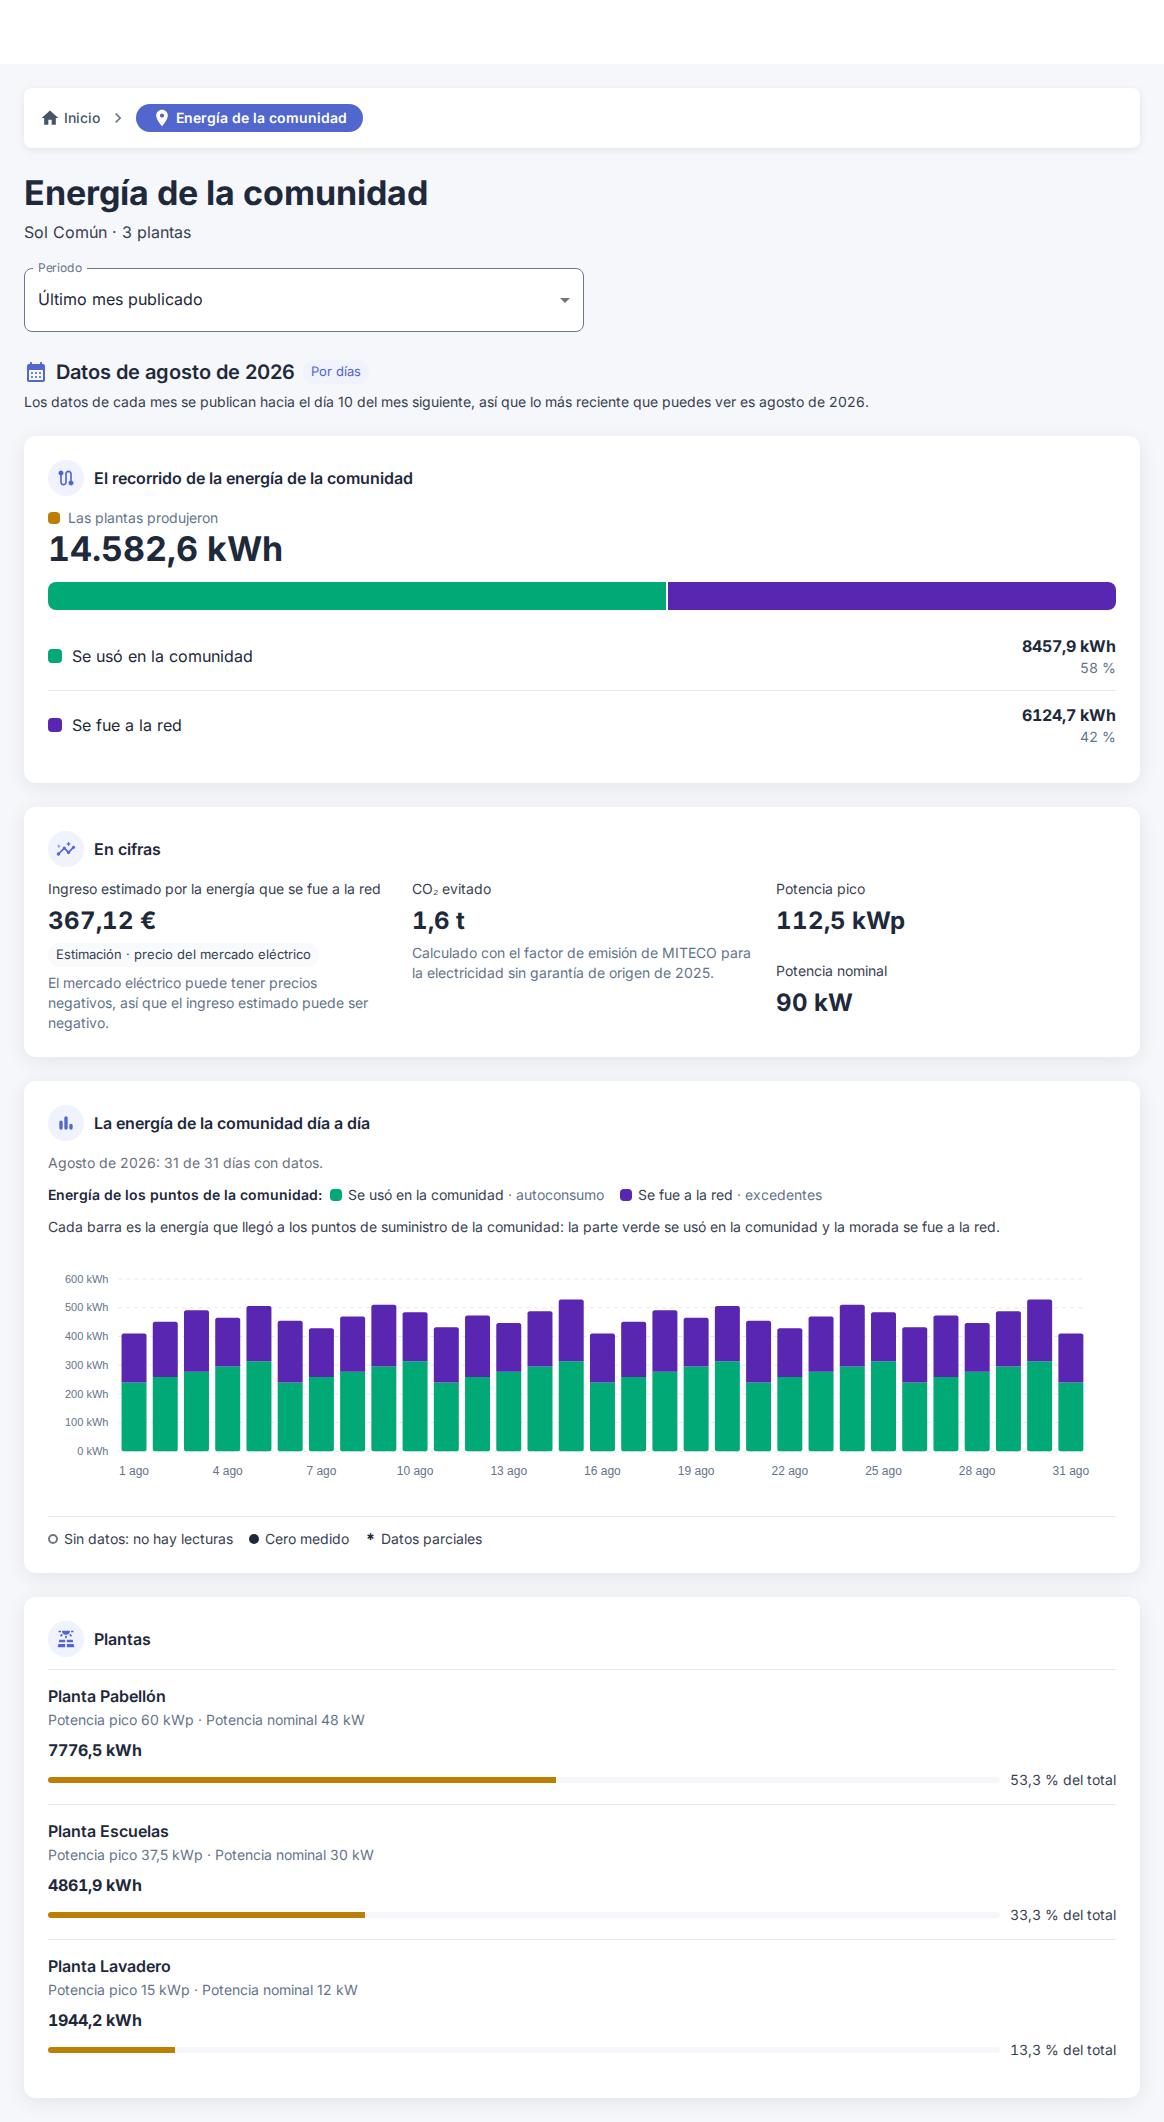 Inicio
Energía de la comunidad
Energía de la comunidad
Sol Común · 3 plantas
Periodo
Último mes publicado
Datos de agosto de 2026 Por días
Los datos de cada mes se publican hacia el día 10 del mes siguiente, así que lo más reciente que puedes ver es agosto de 2026.
El recorrido de la energía de la comunidad
Las plantas produjeron
14.582,6 kWh
Se usó en la comunidad
8457,9 kWh
58 %
Se fue a la red
6124,7 kWh
42 %
En cifras
Ingreso estimado por la energía que se fue a la red
367,12 €
Estimación · precio del mercado eléctrico
El mercado eléctrico puede tener precios
negativos, así que el ingreso estimado puede ser
negativo.
CO₂ evitado
1,6 t
Calculado con el factor de emisión de MITECO para
la electricidad sin garantía de origen de 2025.
Potencia pico
112,5 kWp
Potencia nominal
90 kW
La energía de la comunidad día a día
Agosto de 2026: 31 de 31 días con datos.
Energía de los puntos de la comunidad: Se usó en la comunidad · autoconsumo Se fue a la red · excedentes
Cada barra es la energía que llegó a los puntos de suministro de la comunidad: la parte verde se usó en la comunidad y la morada se fue a la red.
600 kWh
500 kWh
400 kWh
300 kWh
200 kWh
100 kWh
0 kWh
1 ago 4 ago 7 ago 10 ago 13 ago 16 ago 19 ago 22 ago 25 ago 28 ago 31 ago
Sin datos: no hay lecturas Cero medido * Datos parciales
Plantas
Planta Pabellón
Potencia pico 60 kWp · Potencia nominal 48 kW
7776,5 kWh
53,3 % del total
Planta Escuelas
Potencia pico 37,5 kWp · Potencia nominal 30 kW
4861,9 kWh
33,3 % del total
Planta Lavadero
Potencia pico 15 kWp · Potencia nominal 12 kW
1944,2 kWh
13,3 % del total